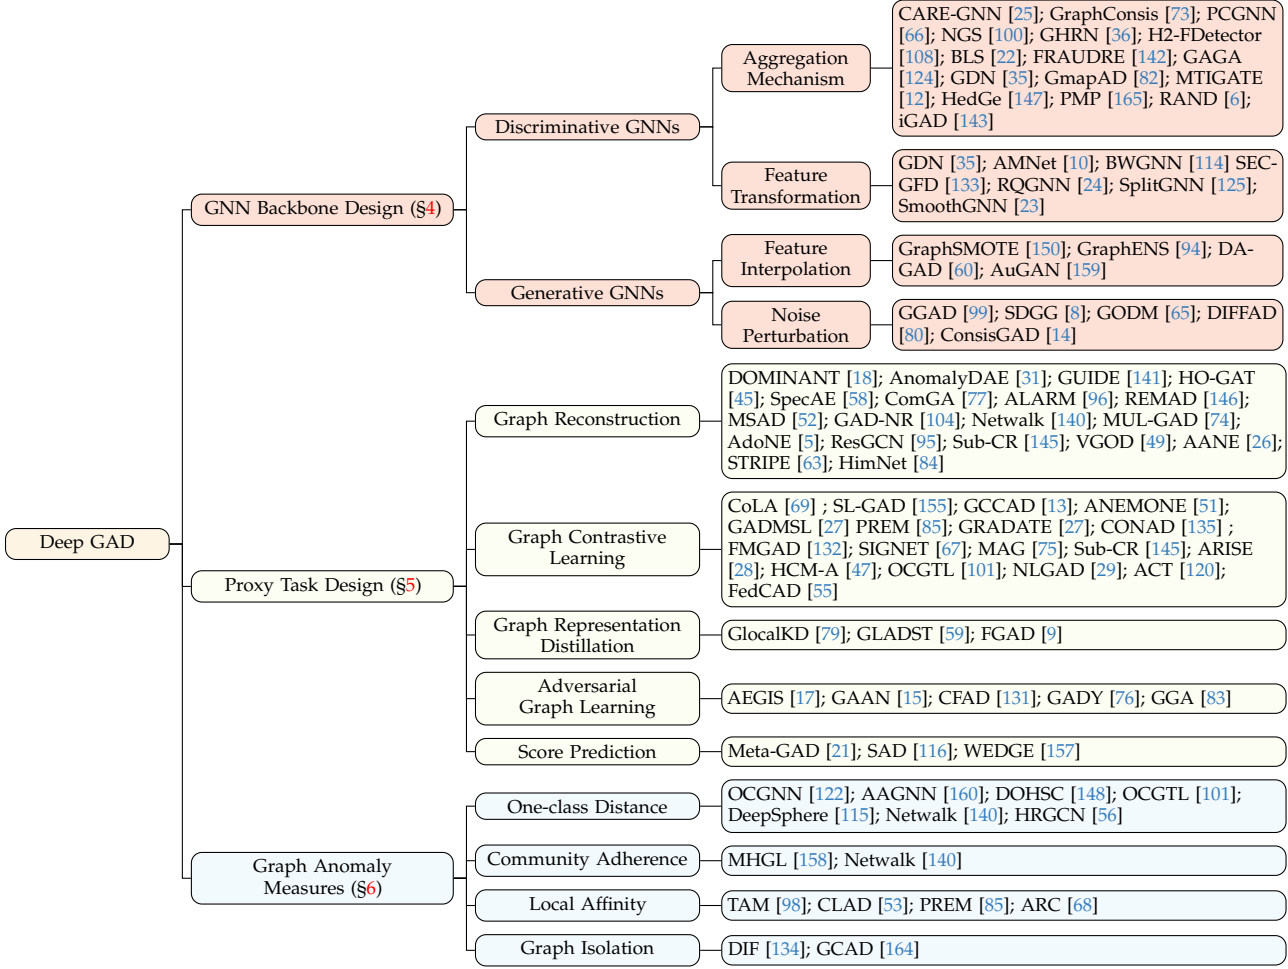 Deep GAD
GNN Backbone Design (§4)
Discriminative GNNs
Aggregation
Mechanism
CARE-GNN [25]; GraphConsis [73]; PCGNN
[66]; NGS [100]; GHRN [36]; H2-FDetector
[108]; BLS [22]; FRAUDRE [142]; GAGA
[124]; GDN [35]; GmapAD [82]; MTIGATE
[12]; HedGe [147]; PMP [165]; RAND [6];
iGAD [143]
Feature
Transformation
GDN [35]; AMNet [10]; BWGNN [114] SEC-
GFD [133]; RQGNN [24]; SplitGNN [125];
SmoothGNN [23]
Generative GNNs
Feature
Interpolation
GraphSMOTE [150]; GraphENS [94]; DA-
GAD [60]; AuGAN [159]
Noise
Perturbation
GGAD [99]; SDGG [8]; GODM [65]; DIFFAD
[80]; ConsisGAD [14]
Proxy Task Design (§5)
Graph Reconstruction
DOMINANT [18]; AnomalyDAE [31]; GUIDE [141]; HO-GAT
[45]; SpecAE [58]; ComGA [77]; ALARM [96]; REMAD [146];
MSAD [52]; GAD-NR [104]; Netwalk [140]; MUL-GAD [74];
AdoNE [5]; ResGCN [95]; Sub-CR [145]; VGOD [49]; AANE [26];
STRIPE [63]; HimNet [84]
Graph Contrastive
Learning
CoLA [69] ; SL-GAD [155]; GCCAD [13]; ANEMONE [51];
GADMSL [27] PREM [85]; GRADATE [27]; CONAD [135] ;
FMGAD [132]; SIGNET [67]; MAG [75]; Sub-CR [145]; ARISE
[28]; HCM-A [47]; OCGTL [101]; NLGAD [29]; ACT [120];
FedCAD [55]
Graph Representation
Distillation
GlocalKD [79]; GLADST [59]; FGAD [9]
Adversarial
Graph Learning
AEGIS [17]; GAAN [15]; CFAD [131]; GADY [76]; GGA [83]
Score Prediction
Meta-GAD [21]; SAD [116]; WEDGE [157]
Graph Anomaly
Measures (§6)
One-class Distance
OCGNN [122]; AAGNN [160]; DOHSC [148]; OCGTL [101];
DeepSphere [115]; Netwalk [140]; HRGCN [56]
Community Adherence
MHGL [158]; Netwalk [140]
Local Affinity
TAM [98]; CLAD [53]; PREM [85]; ARC [68]
Graph Isolation
DIF [134]; GCAD [164]